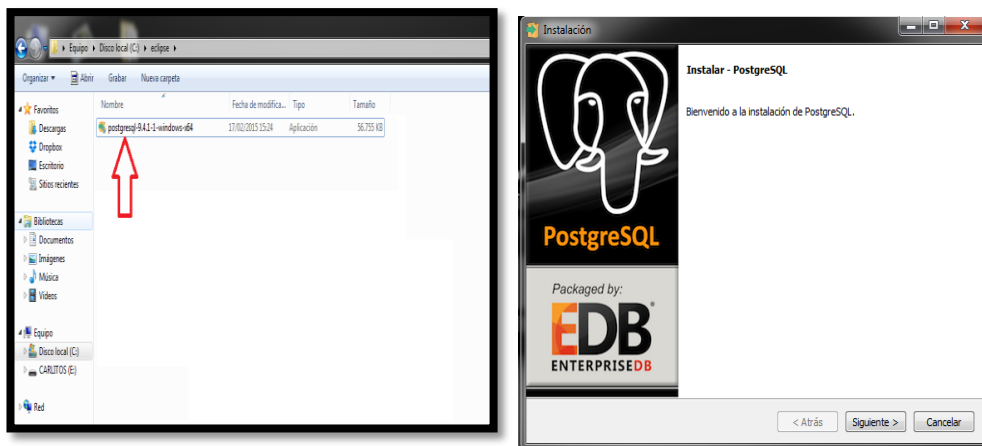 Equipo ▸ Disco local (C:) ▸ eclipse ▸
Organizar Abrir Grabar Nueva carpeta
Nombre Fecha de modifica... Tipo Tamaño
postgresql-9.4.1-1-windows-x64 17/02/2015 15:24 Aplicación 56.755 KB
Favoritos
Descargas
Dropbox
Escritorio
Sitios recientes
Bibliotecas
Documentos
Imágenes
Música
Vídeos
Equipo
Disco local (C:)
CARLITOS (E:)
Red
Instalación
Instalar - PostgreSQL
Bienvenido a la instalación de PostgreSQL.
PostgreSQL
Packaged by:
EDB
ENTERPRISEDB
< Atrás Siguiente > Cancelar